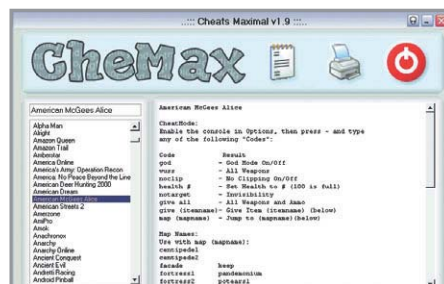 ..:::: Cheats Maximal v1.9 ::::..
CheMax
American McGees Alice
Alpha Man
Alright
Amazon Queen
Amazon Trail
Amberstar
America Online
America's Army: Operation Recon
America: No Peace Beyond the Line
American Deer Hunting 2000
American Dream
American McGees Alice
American Streets 2
Amerzone
AmiPro
Amok
Anachronox
Anarchy
Anarchy Online
Ancient Conquest
Ancient Evil
Andretti Racing
Android Pinball
American McGees Alice
CheatMode:
Enable the console in Options, then press ~ and type
any of the following "Codes":
Code Result
god - God Mode On/Off
wuss - All Weapons
noclip - No Clipping On/Off
health # - Set Health to # (100 is full)
notarget - Invisibility
give all - All Weapons and Ammo
give (itemname)- Give Item (itemname) (below)
map (mapname) - Jump to (mapname)(below)
Map Names:
Use with map (mapname):
centipede1
centipede2
facade keep
fortress1 pandemonium
fortress2 potearsi